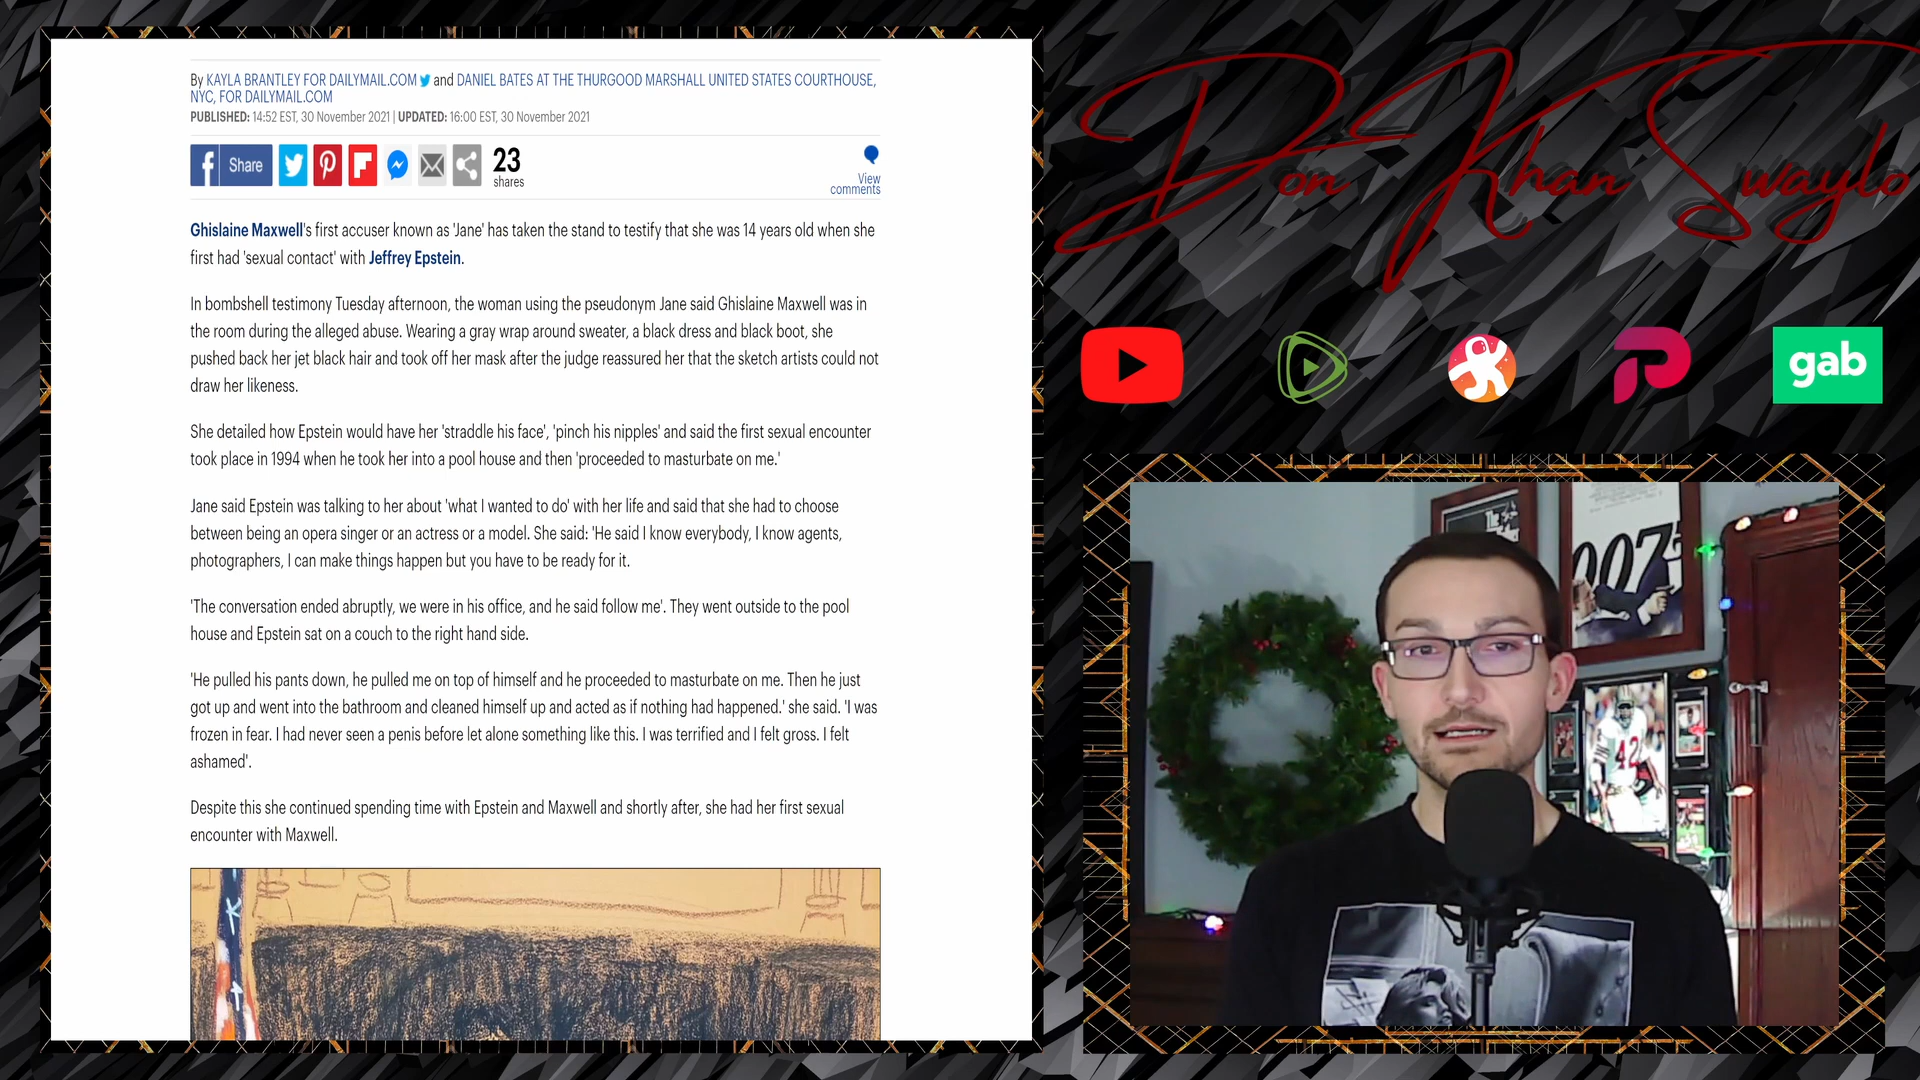 By KAYLA BRANTLEY FOR DAILYMAIL.COM and DANIEL BATES AT THE THURGOOD MARSHALL UNITED STATES COURTHOUSE,
NYC, FOR DAILYMAIL.COM
PUBLISHED: 14:52 EST, 30 November 2021 | UPDATED: 16:00 EST, 30 November 2021
Share
23
shares
View
comments
Ghislaine Maxwell's first accuser known as 'Jane' has taken the stand to testify that she was 14 years old when she
first had 'sexual contact' with Jeffrey Epstein.
In bombshell testimony Tuesday afternoon, the woman using the pseudonym Jane said Ghislaine Maxwell was in
the room during the alleged abuse. Wearing a gray wrap around sweater, a black dress and black boot, she
pushed back her jet black hair and took off her mask after the judge reassured her that the sketch artists could not
draw her likeness.
She detailed how Epstein would have her 'straddle his face', 'pinch his nipples' and said the first sexual encounter
took place in 1994 when he took her into a pool house and then 'proceeded to masturbate on me.'
Jane said Epstein was talking to her about 'what I wanted to do' with her life and said that she had to choose
between being an opera singer or an actress or a model. She said: 'He said I know everybody, I know agents,
photographers, I can make things happen but you have to be ready for it.
'The conversation ended abruptly, we were in his office, and he said follow me'. They went outside to the pool
house and Epstein sat on a couch to the right hand side.
'He pulled his pants down, he pulled me on top of himself and he proceeded to masturbate on me. Then he just
got up and went into the bathroom and cleaned himself up and acted as if nothing had happened.' she said. 'I was
frozen in fear. I had never seen a penis before let alone something like this. I was terrified and I felt gross. I felt
ashamed'.
Despite this she continued spending time with Epstein and Maxwell and shortly after, she had her first sexual
encounter with Maxwell.
Don Khan Swaylo
gab
007
42